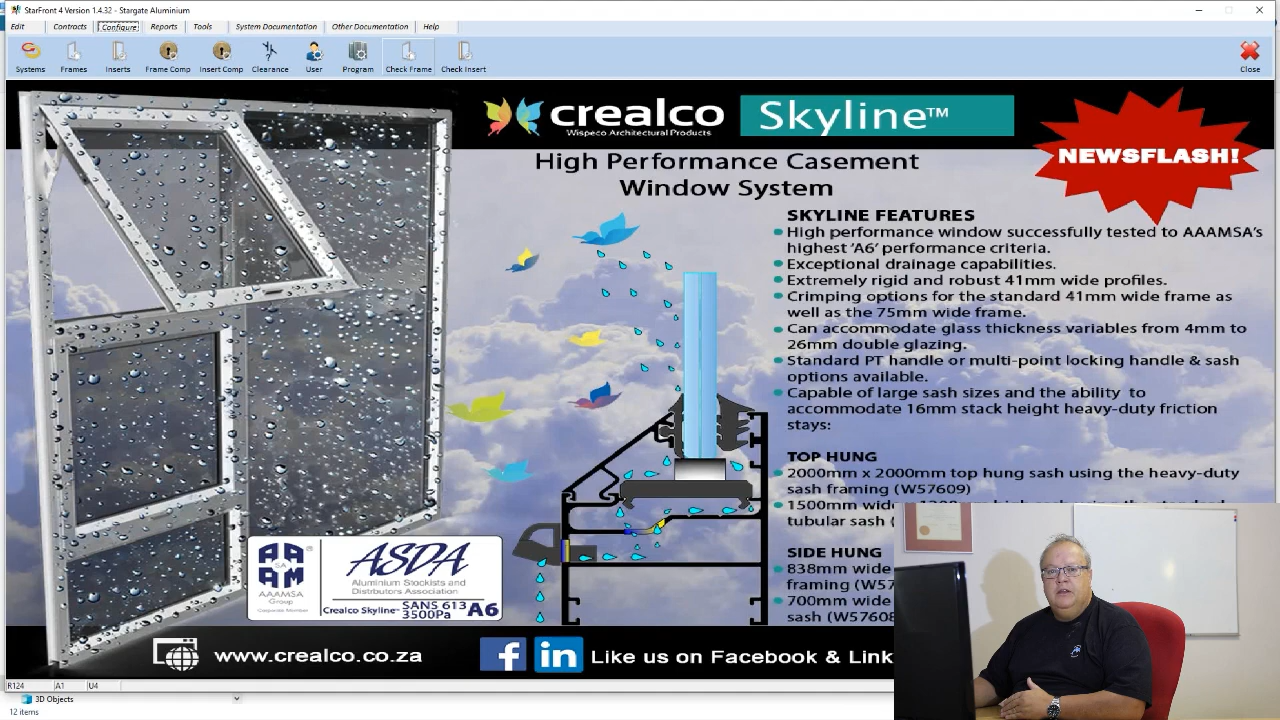 StarFront 4 Version 1.4.32 - Stargate Aluminium
Edit Contracts Configure Reports Tools System Documentation Other Documentation Help
Systems Frames Inserts Frame Comp Insert Comp Clearance User Program Check Frame Check Insert Close
crealco
Wispeco Architectural Products
Skyline™
NEWSFLASH!
High Performance Casement
Window System
SKYLINE FEATURES
High performance window successfully tested to AAAMSA's
highest 'A6' performance criteria.
Exceptional drainage capabilities.
Extremely rigid and robust 41mm wide profiles.
Crimping options for the standard 41mm wide frame as
well as the 75mm wide frame.
Can accommodate glass thickness variables from 4mm to
26mm double glazing.
Standard PT handle or multi-point locking handle & sash
options available.
Capable of large sash sizes and the ability to
accommodate 16mm stack height heavy-duty friction
stays:
TOP HUNG
2000mm x 2000mm top hung sash using the heavy-duty
sash framing (W57609)
1500mm wide
tubular sash (
SIDE HUNG
838mm wide
framing (W57
700mm wide
sash (W57608
AA
SA
AM
®
AAAMSA
Group
Corporate Member
ASDA
Aluminium Stockists and
Distributors Association
Crealco Skyline™ SANS 613 A6
3500Pa
www.crealco.co.za
f in Like us on Facebook & Link
R124 A1 U4
3D Objects
12 items